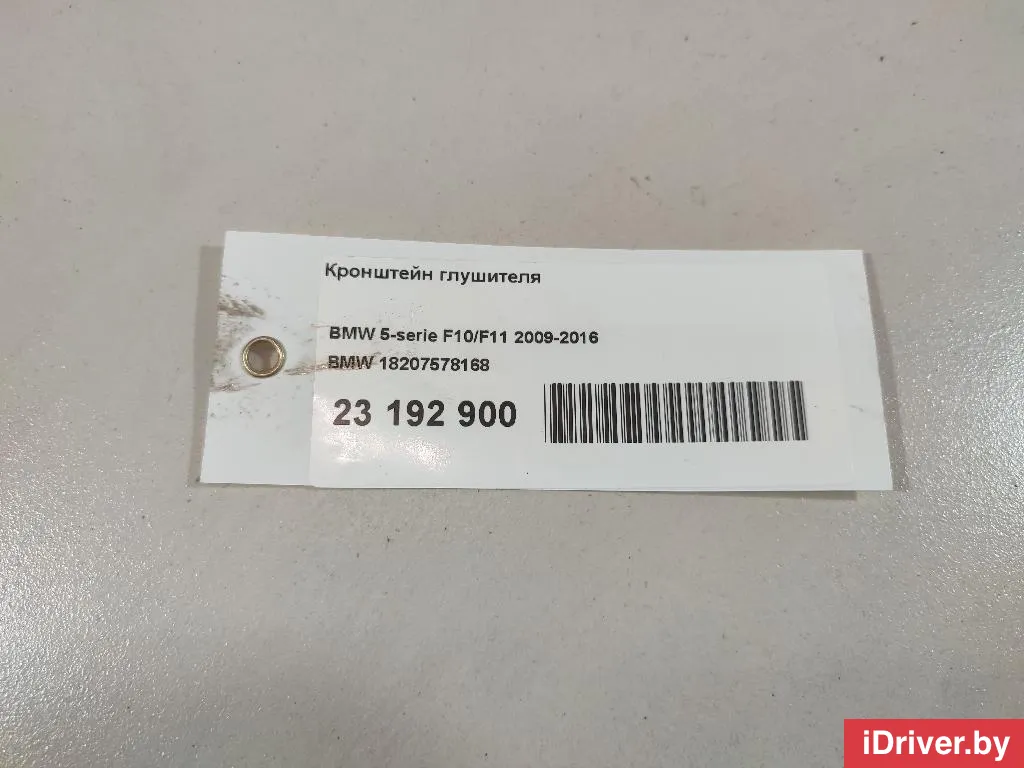 Кронштейн глушителя
BMW 5-serie F10/F11 2009-2016
BMW 18207578168
23 192 900
iDriver.by